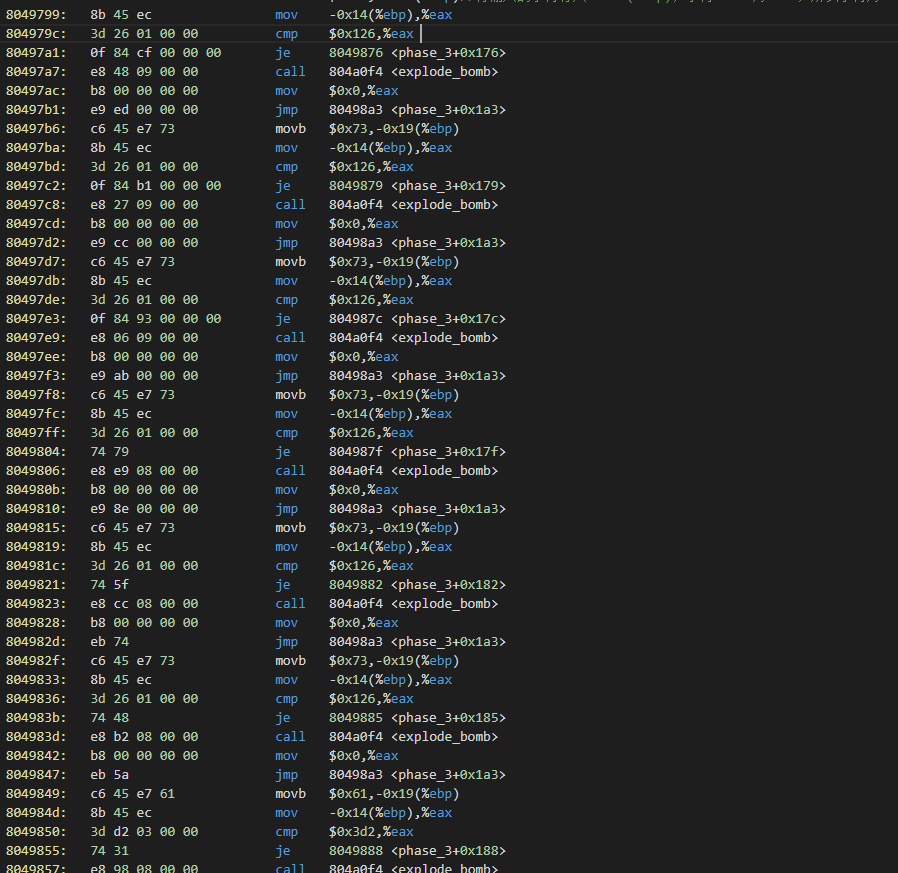 8049799: 8b 45 ec mov -0x14(%ebp),%eax
804979c: 3d 26 01 00 00 cmp $0x126,%eax
80497a1: 0f 84 cf 00 00 00 je 8049876 <phase_3+0x176>
80497a7: e8 48 09 00 00 call 804a0f4 <explode_bomb>
80497ac: b8 00 00 00 00 mov $0x0,%eax
80497b1: e9 ed 00 00 00 jmp 80498a3 <phase_3+0x1a3>
80497b6: c6 45 e7 73 movb $0x73,-0x19(%ebp)
80497ba: 8b 45 ec mov -0x14(%ebp),%eax
80497bd: 3d 26 01 00 00 cmp $0x126,%eax
80497c2: 0f 84 b1 00 00 00 je 8049879 <phase_3+0x179>
80497c8: e8 27 09 00 00 call 804a0f4 <explode_bomb>
80497cd: b8 00 00 00 00 mov $0x0,%eax
80497d2: e9 cc 00 00 00 jmp 80498a3 <phase_3+0x1a3>
80497d7: c6 45 e7 73 movb $0x73,-0x19(%ebp)
80497db: 8b 45 ec mov -0x14(%ebp),%eax
80497de: 3d 26 01 00 00 cmp $0x126,%eax
80497e3: 0f 84 93 00 00 00 je 804987c <phase_3+0x17c>
80497e9: e8 06 09 00 00 call 804a0f4 <explode_bomb>
80497ee: b8 00 00 00 00 mov $0x0,%eax
80497f3: e9 ab 00 00 00 jmp 80498a3 <phase_3+0x1a3>
80497f8: c6 45 e7 73 movb $0x73,-0x19(%ebp)
80497fc: 8b 45 ec mov -0x14(%ebp),%eax
80497ff: 3d 26 01 00 00 cmp $0x126,%eax
8049804: 74 79 je 804987f <phase_3+0x17f>
8049806: e8 e9 08 00 00 call 804a0f4 <explode_bomb>
804980b: b8 00 00 00 00 mov $0x0,%eax
8049810: e9 8e 00 00 00 jmp 80498a3 <phase_3+0x1a3>
8049815: c6 45 e7 73 movb $0x73,-0x19(%ebp)
8049819: 8b 45 ec mov -0x14(%ebp),%eax
804981c: 3d 26 01 00 00 cmp $0x126,%eax
8049821: 74 5f je 8049882 <phase_3+0x182>
8049823: e8 cc 08 00 00 call 804a0f4 <explode_bomb>
8049828: b8 00 00 00 00 mov $0x0,%eax
804982d: eb 74 jmp 80498a3 <phase_3+0x1a3>
804982f: c6 45 e7 73 movb $0x73,-0x19(%ebp)
8049833: 8b 45 ec mov -0x14(%ebp),%eax
8049836: 3d 26 01 00 00 cmp $0x126,%eax
804983b: 74 48 je 8049885 <phase_3+0x185>
804983d: e8 b2 08 00 00 call 804a0f4 <explode_bomb>
8049842: b8 00 00 00 00 mov $0x0,%eax
8049847: eb 5a jmp 80498a3 <phase_3+0x1a3>
8049849: c6 45 e7 61 movb $0x61,-0x19(%ebp)
804984d: 8b 45 ec mov -0x14(%ebp),%eax
8049850: 3d d2 03 00 00 cmp $0x3d2,%eax
8049855: 74 31 je 8049888 <phase_3+0x188>
8049857: e8 98 08 00 00 call 804a0f4 <explode_bomb>